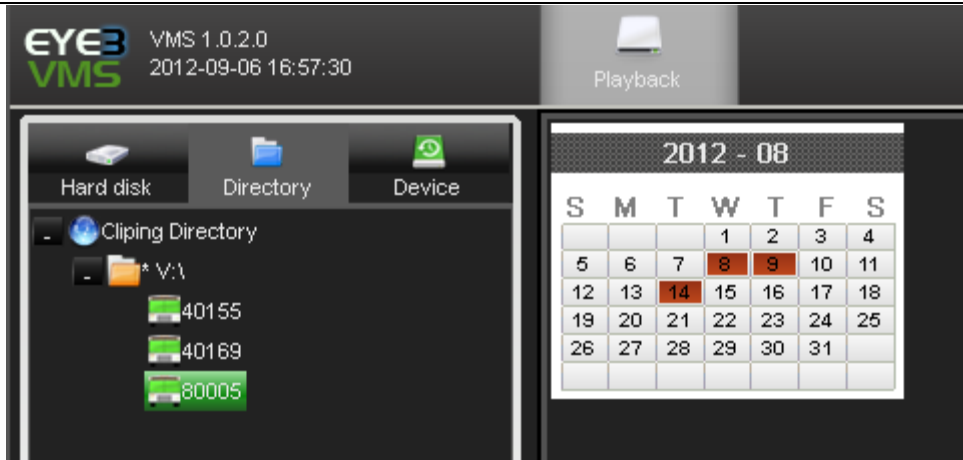 EYE3 VMS 1.0.2.0
VMS 2012-09-06 16:57:30
Playback
Hard disk Directory Device
- Cliping Directory
- * V:\
40155
40169
80005
2012 - 08
S M T W T F S
1 2 3 4
5 6 7 8 9 10 11
12 13 14 15 16 17 18
19 20 21 22 23 24 25
26 27 28 29 30 31